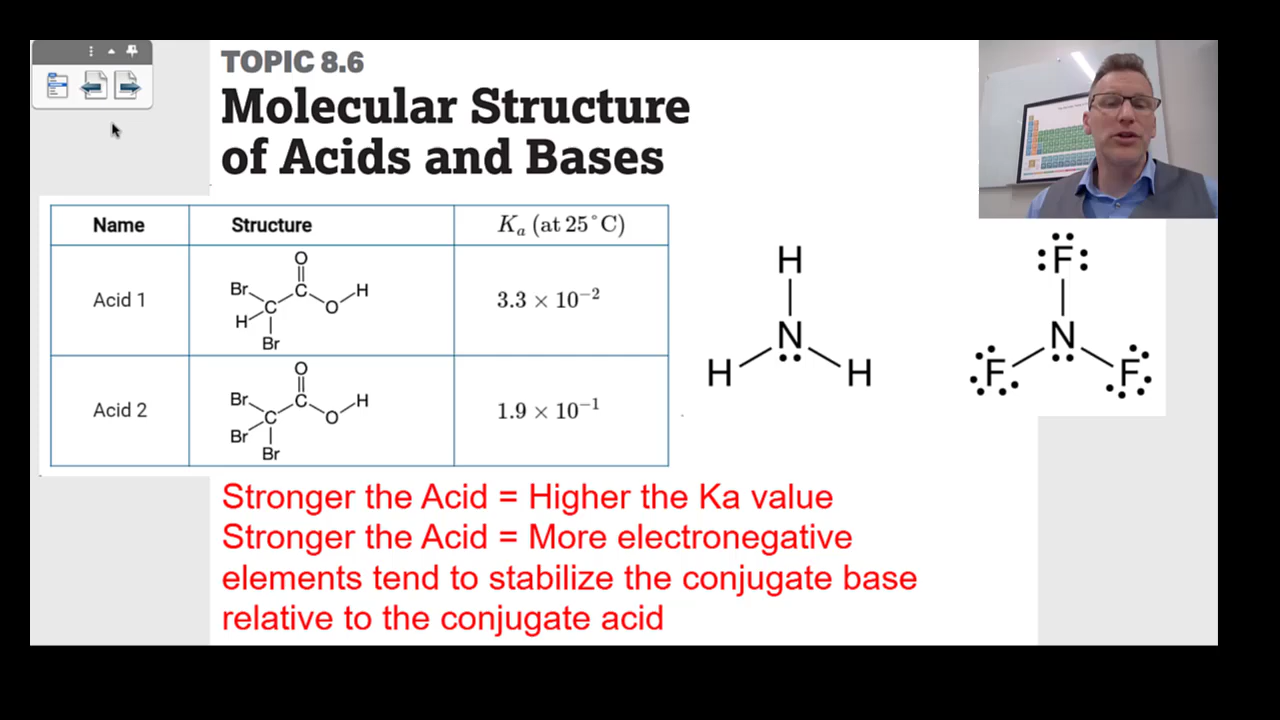 TOPIC 8.6
Molecular Structure
of Acids and Bases
Name Structure Kₐ (at 25°C)
O
Br C H
Acid 1 C O 3.3 × 10⁻²
H
Br
O
Br C H
Acid 2 C O 1.9 × 10⁻¹
Br
Br
H
N
H H
F
N
F F
Stronger the Acid = Higher the Ka value
Stronger the Acid = More electronegative
elements tend to stabilize the conjugate base
relative to the conjugate acid